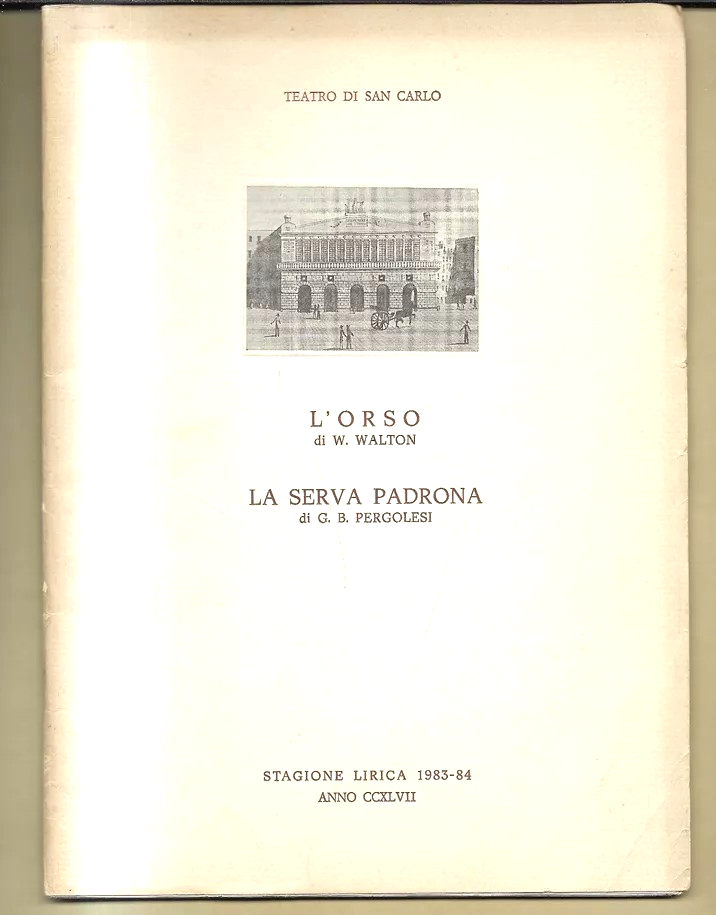 TEATRO DI SAN CARLO
L'ORSO
di W. WALTON
LA SERVA PADRONA
di G. B. PERGOLESI
STAGIONE LIRICA 1983-84
ANNO CCXLVII